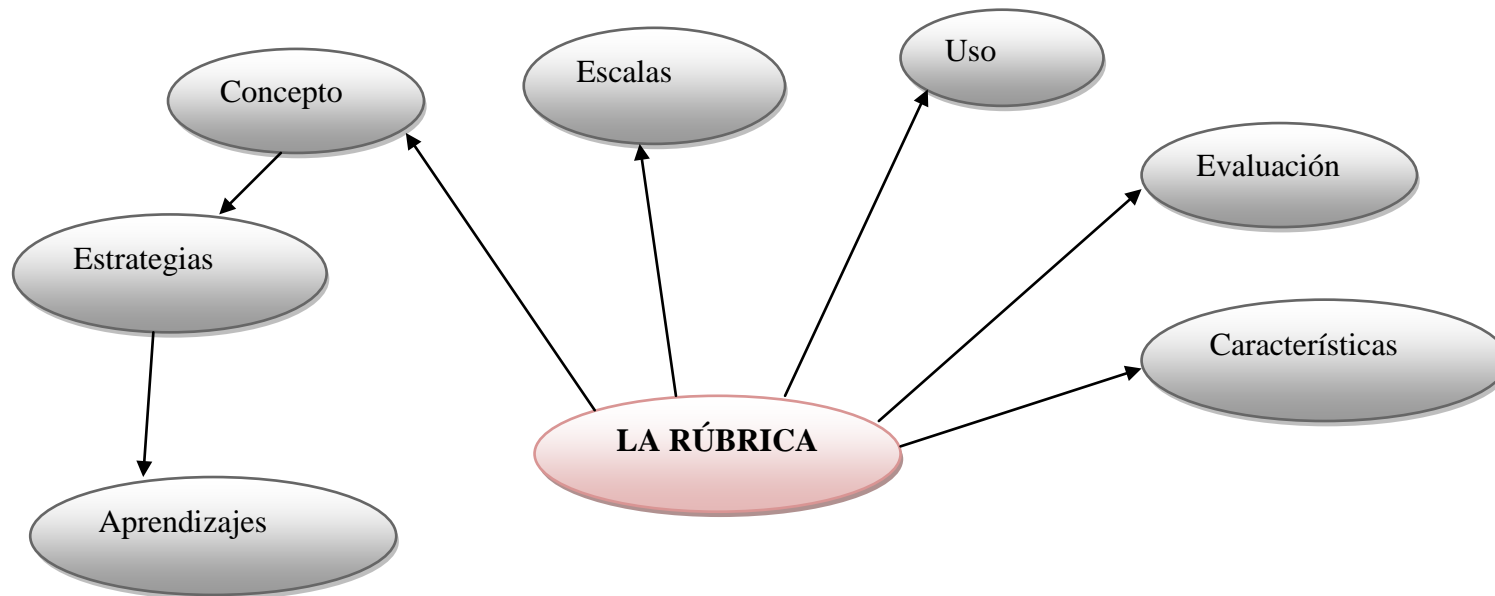 Uso
Escalas
Concepto
Evaluación
Estrategias
Características
LA RÚBRICA
Aprendizajes